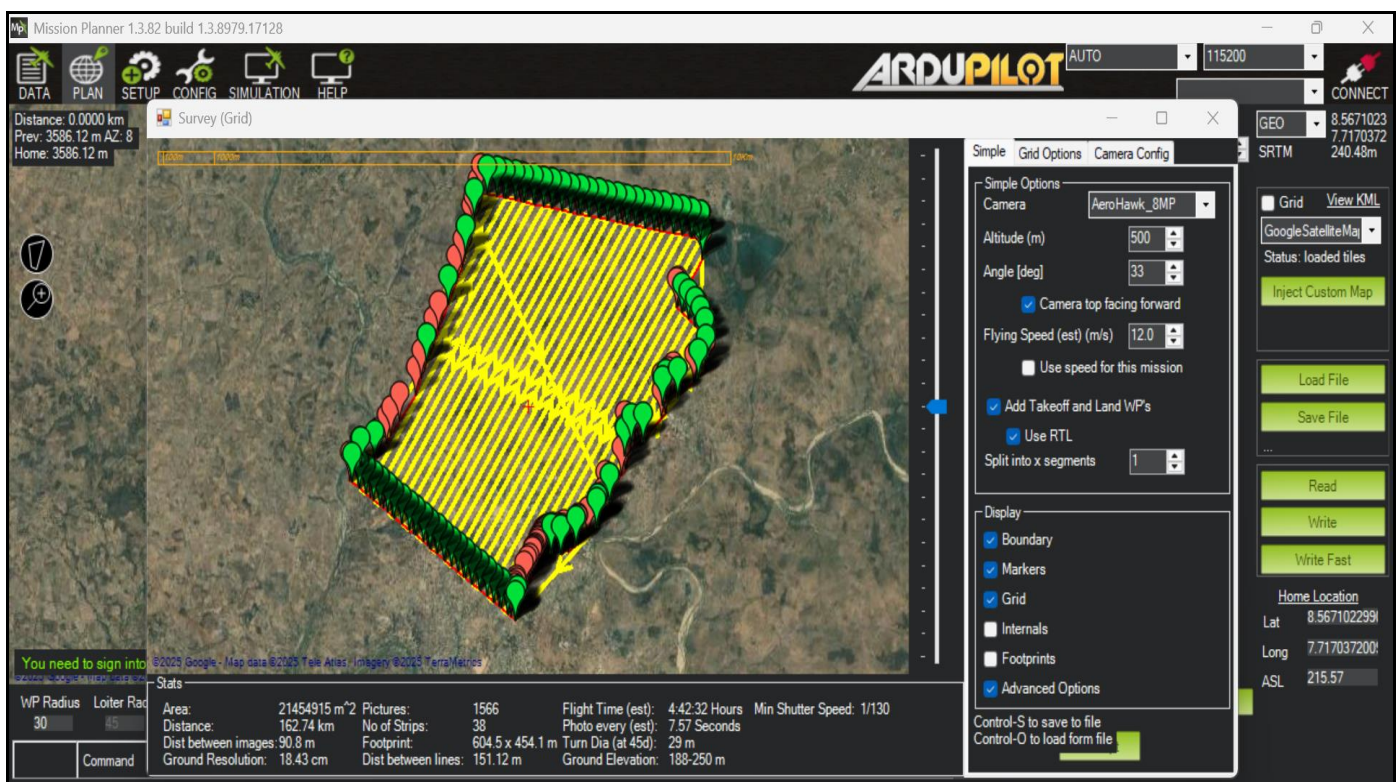 Mission Planner 1.3.82 build 1.3.8979.17128
DATA PLAN SETUP CONFIG SIMULATION HELP
ARDUPILOT
AUTO 115200
CONNECT
Distance: 0.0000 km
Prev: 3586.12 m AZ: 8
Home: 3586.12 m
Survey (Grid)
GEO 8.5671023
7.7170372
SRTM 240.48m
100m 1000m
Simple Grid Options Camera Config
Simple Options
Camera AeroHawk_8MP
Altitude (m) 500
Angle [deg] 33
Camera top facing forward
Flying Speed (est) (m/s) 12.0
Use speed for this mission
Add Takeoff and Land WP's
Use RTL
Split into x segments 1
Display
Boundary
Markers
Grid
Internals
Footprints
Advanced Options
Control-S to save to file
Control-O to load form file
Grid View KML
GoogleSatelliteMa
Status: loaded tiles
Inject Custom Map
Load File
Save File
...
Read
Write
Write Fast
Home Location
Lat 8.567102299
Long 7.717037200
ASL 215.57
You need to sign into
©2025 Google - Map data ©2025 Tele Atlas, Imagery ©2025 TerraMetrics
WP Radius Loiter Rad
30 45
Command
Stats
Area: 21454915 m^2 Pictures: 1566 Flight Time (est): 4:42:32 Hours Min Shutter Speed: 1/130
Distance: 162.74 km No of Strips: 38 Photo every (est): 7.57 Seconds
Dist between images: 90.8 m Footprint: 604.5 x 454.1 m Turn Dia (at 45d): 29 m
Ground Resolution: 18.43 cm Dist between lines: 151.12 m Ground Elevation: 188-250 m